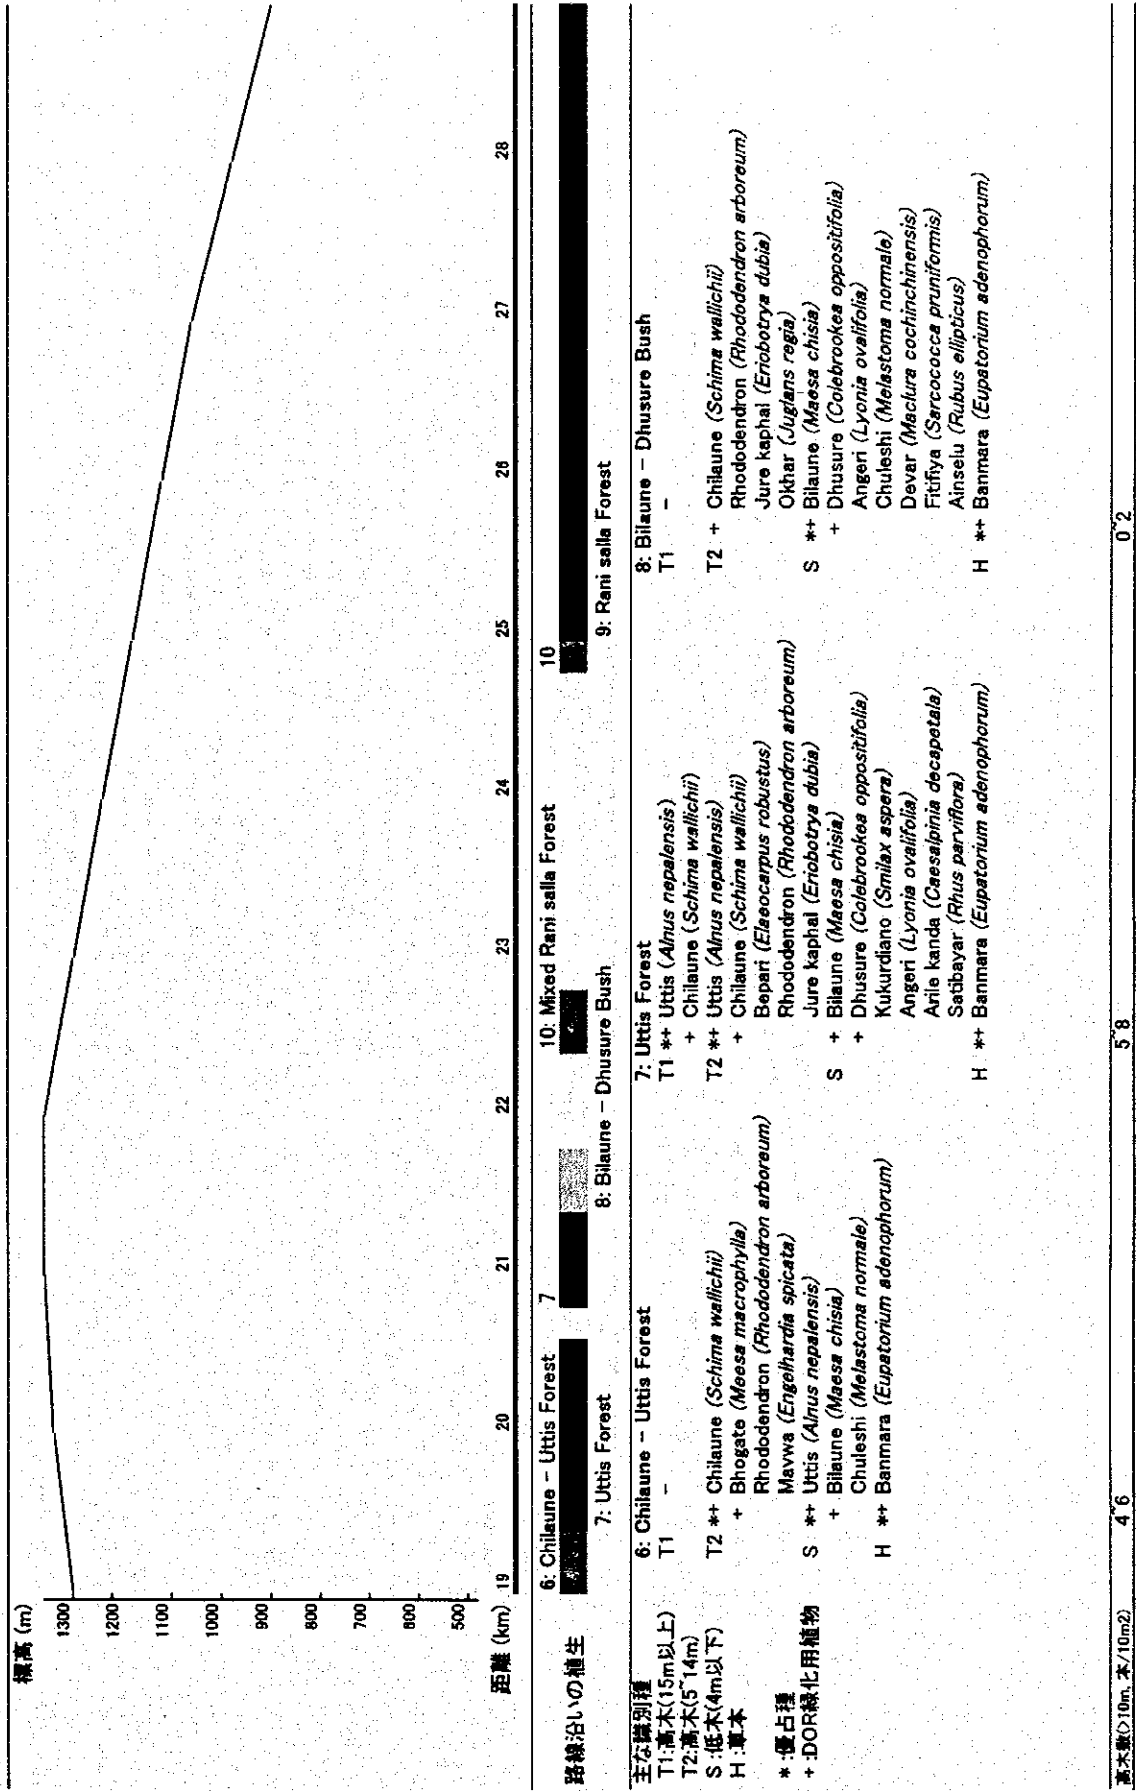 標高 (m)
1300
1200
1100
1000
900
800
700
600
500
距離 (km)
19 20 21 22 23 24 25 26 27 28
路線沿いの植生
6: Chilaune - Uttis Forest 7 10: Mixed Rani salla Forest 10
7: Uttis Forest 8: Bilaune - Dhusure Bush 9: Rani salla Forest
主な識別種
T1:高木(15m以上)
T2:高木(5~14m)
S :低木(4m以下)
H :草本
* :優占種
+ :DOR緑化用植物
6: Chilaune - Uttis Forest
T1 -
T2 *+ Chilaune (Schima wallichii)
+ Bhogate (Meesa macrophylla)
Rhododendron (Rhododendron arboreum)
Mavwa (Engelhardia spicata)
S *+ Uttis (Alnus nepalensis)
+ Bilaune (Maesa chisia)
Chuleshi (Melastoma normale)
H *+ Banmara (Eupatorium adenophorum)
7: Uttis Forest
T1 *+ Uttis (Alnus nepalensis)
+ Chilaune (Schima wallichii)
T2 *+ Uttis (Alnus nepalensis)
+ Chilaune (Schima wallichii)
Bepari (Elaeocarpus robustus)
Rhododendron (Rhododendron arboreum)
Jure kaphal (Eriobotrya dubia)
S + Bilaune (Maesa chisia)
+ Dhusure (Colebrookea oppositifolia)
Kukurdiano (Smilax aspera)
Angeri (Lyonia ovalifolia)
Arile kanda (Caesalpinia decapetala)
Satibayar (Rhus parviflora)
H *+ Banmara (Eupatorium adenophorum)
8: Bilaune - Dhusure Bush
T1 -
T2 + Chilaune (Schima wallichii)
Rhododendron (Rhododendron arboreum)
Jure kaphal (Eriobotrya dubia)
Okhar (Juglans regia)
S *+ Bilaune (Maesa chisia)
+ Dhusure (Colebrookea oppositifolia)
Angeri (Lyonia ovalifolia)
Chuleshi (Melastoma normale)
Devar (Maclura cochinchinensis)
Fitifiya (Sarcococca pruniformis)
Ainselu (Rubus ellipticus)
H *+ Banmara (Eupatorium adenophorum)
高木数(>10m, 本/10m2) 4~6 5~8 0~2